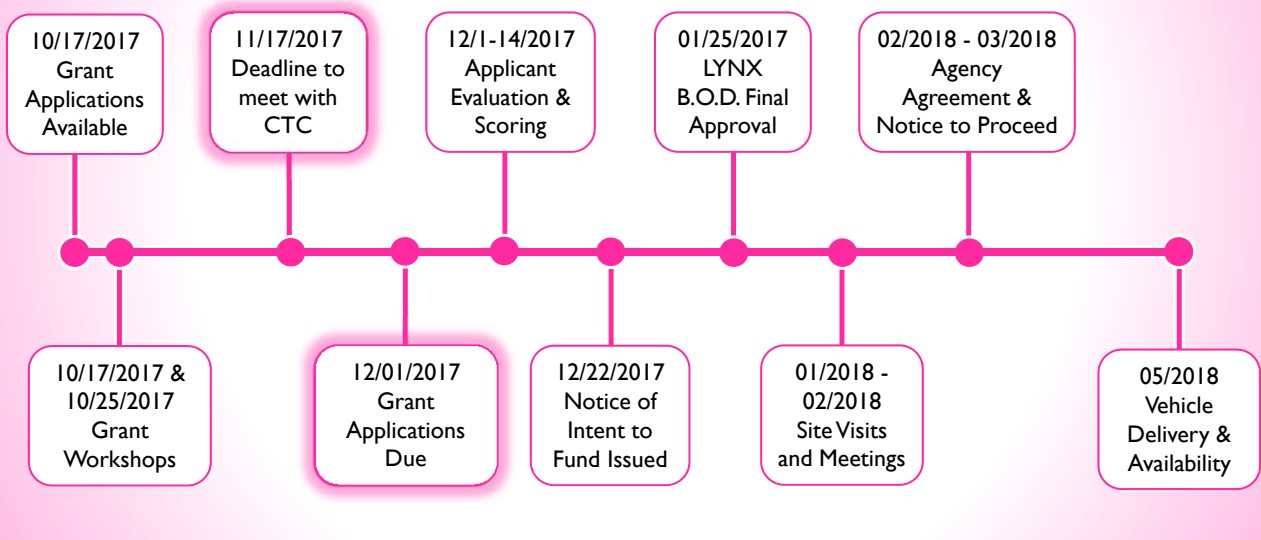 10/17/2017
Grant
Applications
Available
11/17/2017
Deadline to
meet with
CTC
12/1-14/2017
Applicant
Evaluation &
Scoring
01/25/2017
LYNX
B.O.D. Final
Approval
02/2018 - 03/2018
Agency
Agreement &
Notice to Proceed
10/17/2017 &
10/25/2017
Grant
Workshops
12/01/2017
Grant
Applications
Due
12/22/2017
Notice of
Intent to
Fund Issued
01/2018 -
02/2018
Site Visits
and Meetings
05/2018
Vehicle
Delivery &
Availability